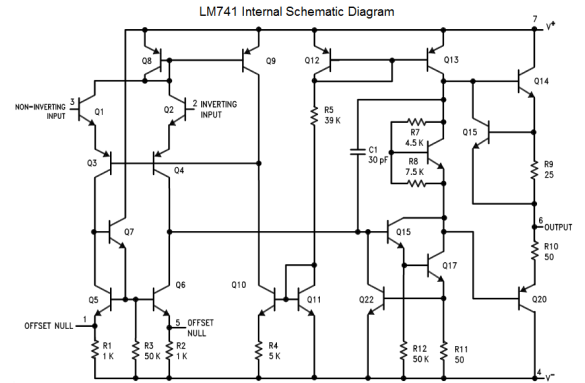 LM741 Internal Schematic Diagram
7
V+
Q8
Q9
Q12
Q13
Q14
3
NON-INVERTING
INPUT
Q1
Q2
2 INVERTING
INPUT
R5
39 K
Q15
R7
4.5 K
C1
30 pF
R8
7.5 K
Q3
Q4
R9
25
6
OUTPUT
Q7
Q15
R10
50
Q17
Q5
Q6
Q10
Q11
Q22
Q20
1
OFFSET NULL
5
OFFSET
NULL
R1
1 K
R3
50 K
R2
1 K
R4
5 K
R12
50 K
R11
50
4
V-